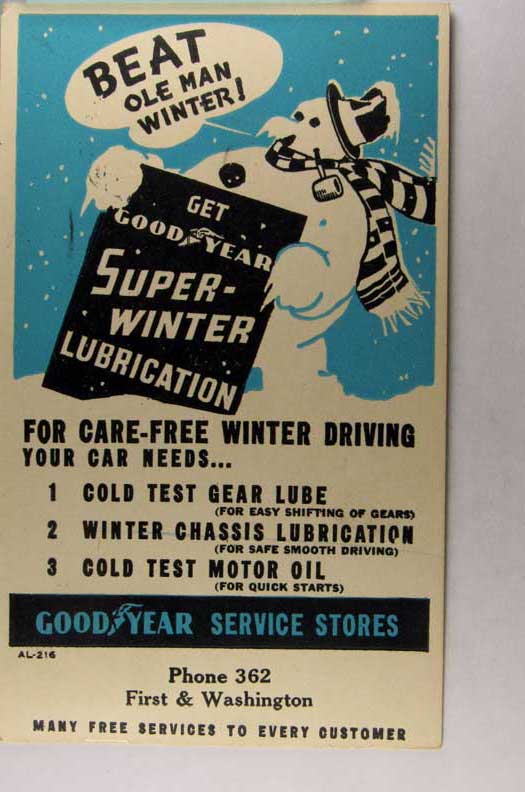 BEAT
OLE MAN
WINTER!
GET
GOOD YEAR
SUPER-
WINTER
LUBRICATION
FOR CARE-FREE WINTER DRIVING
YOUR CAR NEEDS...
1 COLD TEST GEAR LUBE
(FOR EASY SHIFTING OF GEARS)
2 WINTER CHASSIS LUBRICATION
(FOR SAFE SMOOTH DRIVING)
3 COLD TEST MOTOR OIL
(FOR QUICK STARTS)
GOOD YEAR SERVICE STORES
AL-216
Phone 362
First & Washington
MANY FREE SERVICES TO EVERY CUSTOMER